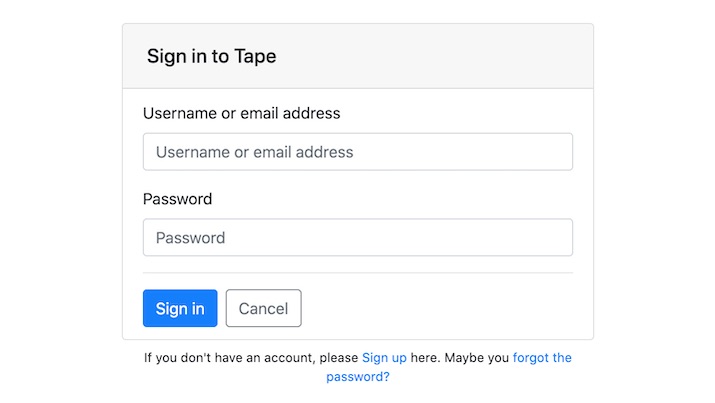 Sign in to Tape
Username or email address
Username or email address
Password
Password
Sign in Cancel
If you don't have an account, please Sign up here. Maybe you forgot the
password?